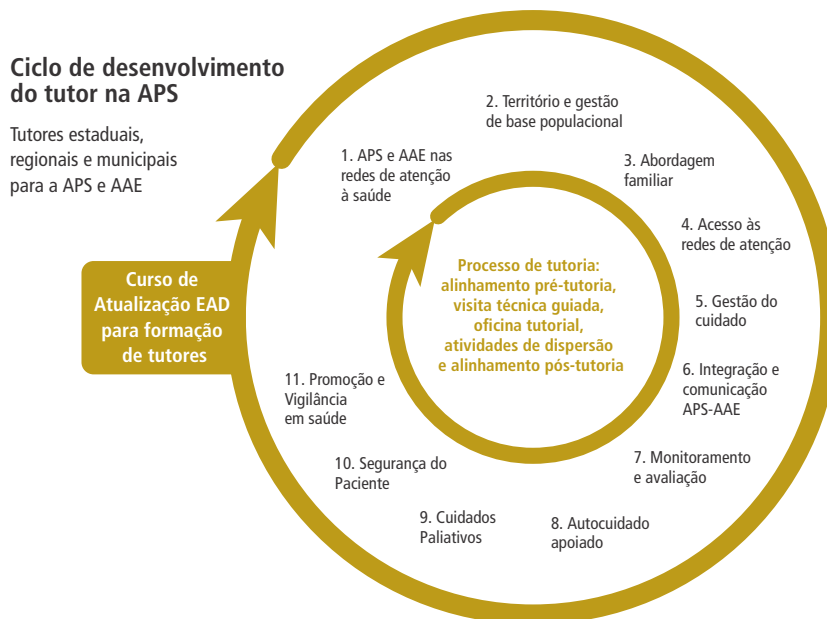 Ciclo de desenvolvimento
do tutor na APS
Tutores estaduais,
regionais e municipais
para a APS e AAE
Curso de
Atualização EAD
para formação
de tutores
1. APS e AAE nas
redes de atenção
à saúde
2. Território e gestão
de base populacional
3. Abordagem
familiar
4. Acesso às
redes de atenção
5. Gestão do
cuidado
6. Integração e
comunicação
APS-AAE
7. Monitoramento
e avaliação
8. Autocuidado
apoiado
9. Cuidados
Paliativos
10. Segurança do
Paciente
11. Promoção e
Vigilância
em saúde
Processo de tutoria:
alinhamento pré-tutoria,
visita técnica guiada,
oficina tutorial,
atividades de dispersão
e alinhamento pós-tutoria